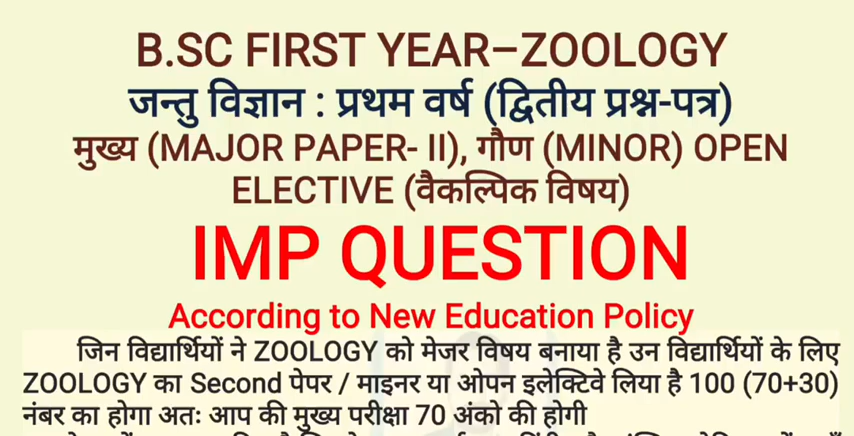 B.SC FIRST YEAR–ZOOLOGY
जन्तु विज्ञान : प्रथम वर्ष (द्वितीय प्रश्न-पत्र)
मुख्य (MAJOR PAPER- II), गौण (MINOR) OPEN
ELECTIVE (वैकल्पिक विषय)
IMP QUESTION
According to New Education Policy
जिन विद्यार्थियों ने ZOOLOGY को मेजर विषय बनाया है उन विद्यार्थियों के लिए
ZOOLOGY का Second पेपर / माइनर या ओपन इलेक्टिवे लिया है 100 (70+30)
नंबर का होगा अतः आप की मुख्य परीक्षा 70 अंको की होगी